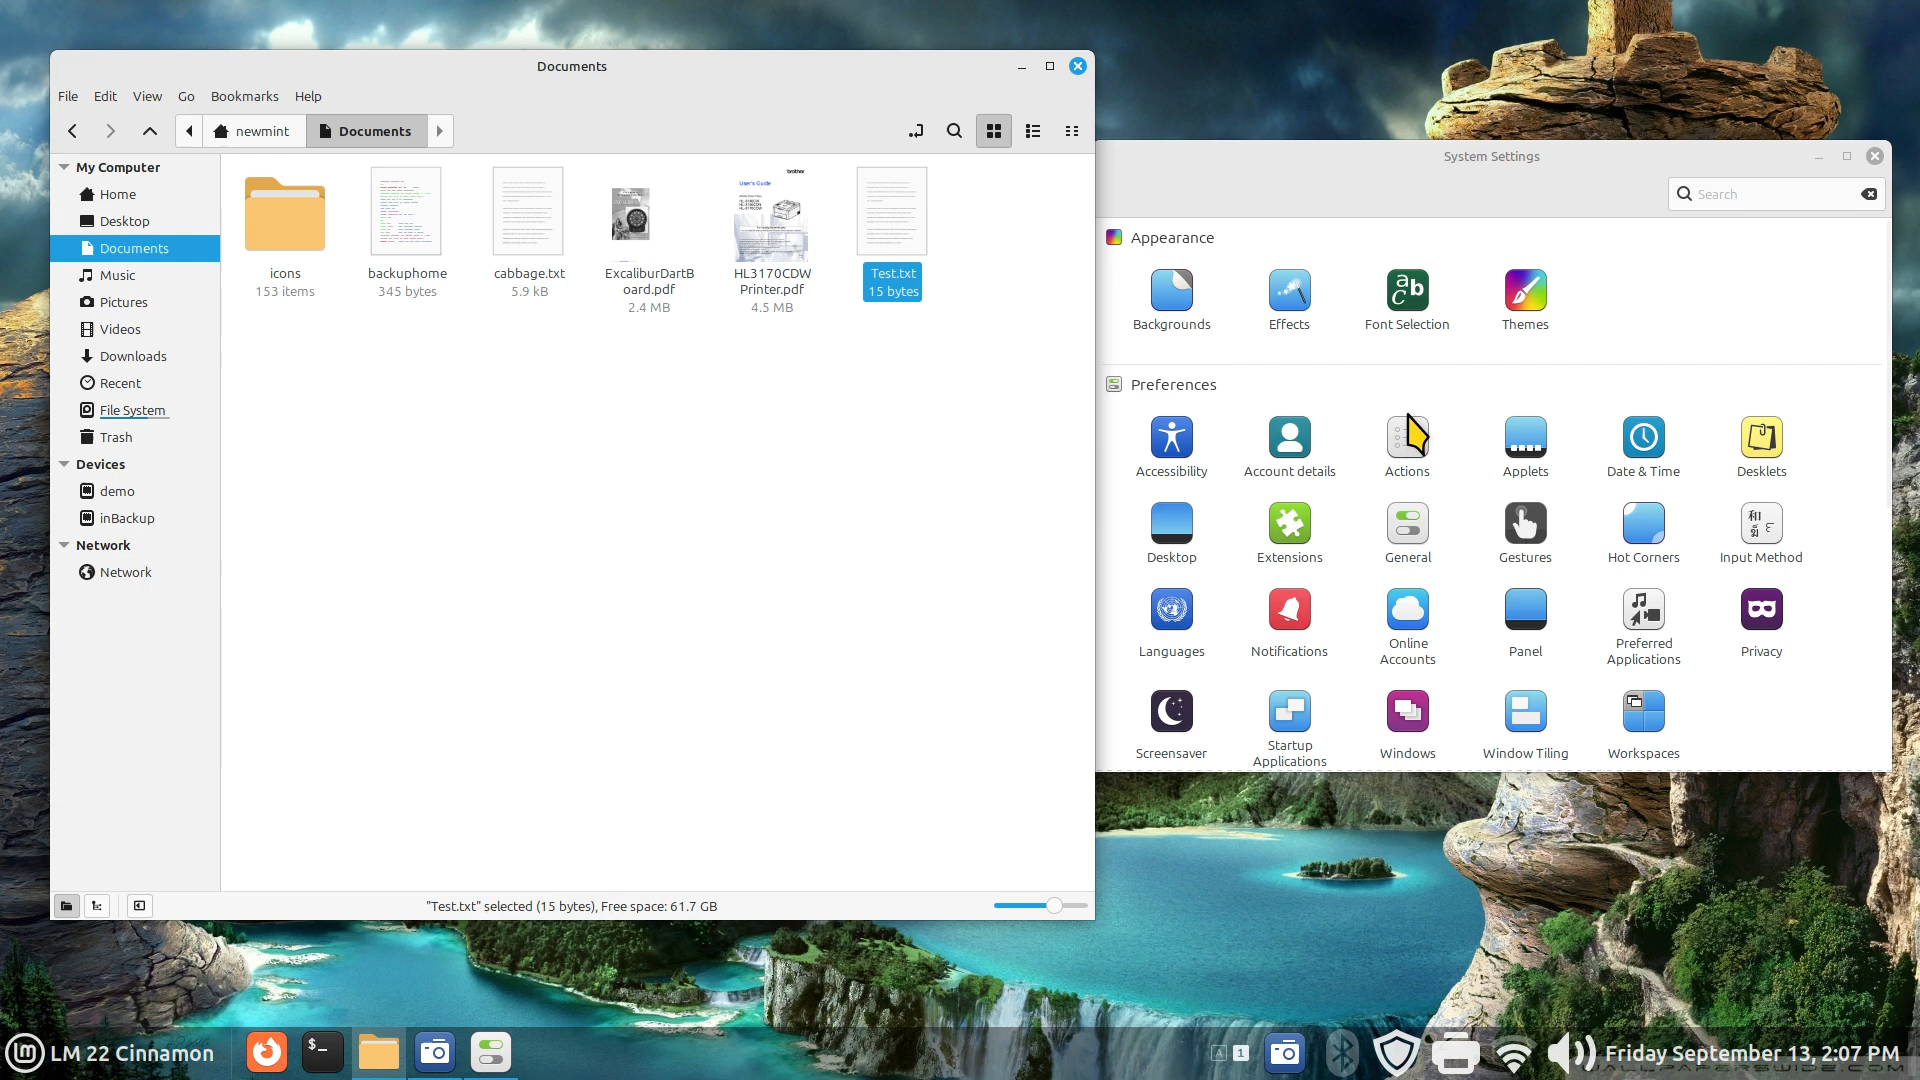 Documents
File Edit View Go Bookmarks Help
newmint Documents
My Computer
Home
Desktop
Documents
Music
Pictures
Videos
Downloads
Recent
File System
Trash
Devices
demo
inBackup
Network
Network
icons
153 items
backuphome
345 bytes
cabbage.txt
5.9 kB
ExcaliburDartB
oard.pdf
2.4 MB
brother
User's Guide
HL3170CDW
Printer.pdf
4.5 MB
Test.txt
15 bytes
"Test.txt" selected (15 bytes), Free space: 61.7 GB
System Settings
Search
Appearance
Backgrounds Effects Font Selection Themes
Preferences
Accessibility Account details Actions Applets Date & Time Desklets
Desktop Extensions General Gestures Hot Corners Input Method
Languages Notifications Online Accounts Panel Preferred Applications Privacy
Screensaver Startup Applications Windows Window Tiling Workspaces
LM 22 Cinnamon
A 1
Friday September 13, 2:07 PM
WALLPAPERSWIDE.COM